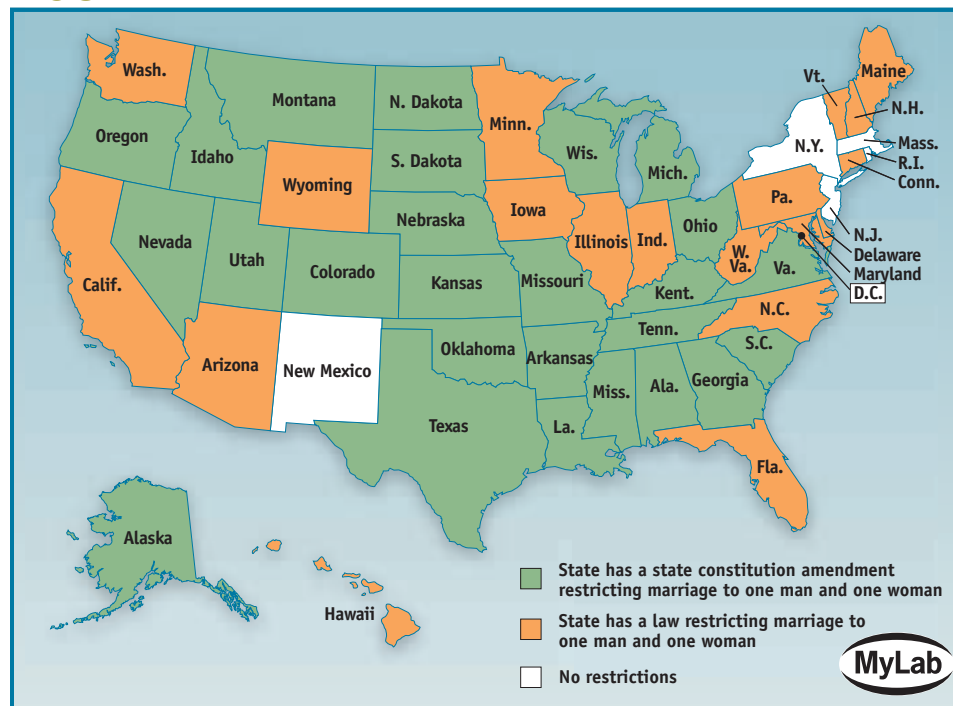 Wash.
Maine
Vt.
Montana
N. Dakota
Minn.
N.H.
Oregon
Idaho
S. Dakota
Wis.
Mich.
N.Y.
Mass.
R.I.
Conn.
Wyoming
Nebraska
Iowa
Pa.
Nevada
Utah
Colorado
Illinois
Ind.
Ohio
N.J.
Delaware
Maryland
D.C.
Calif.
Kansas
Missouri
W.
Va.
Va.
Kent.
Arizona
New Mexico
Oklahoma
Arkansas
Tenn.
N.C.
S.C.
Texas
La.
Miss.
Ala.
Georgia
Fla.
Alaska
Hawaii
State has a state constitution amendment
restricting marriage to one man and one woman
State has a law restricting marriage to
one man and one woman
No restrictions
MyLab